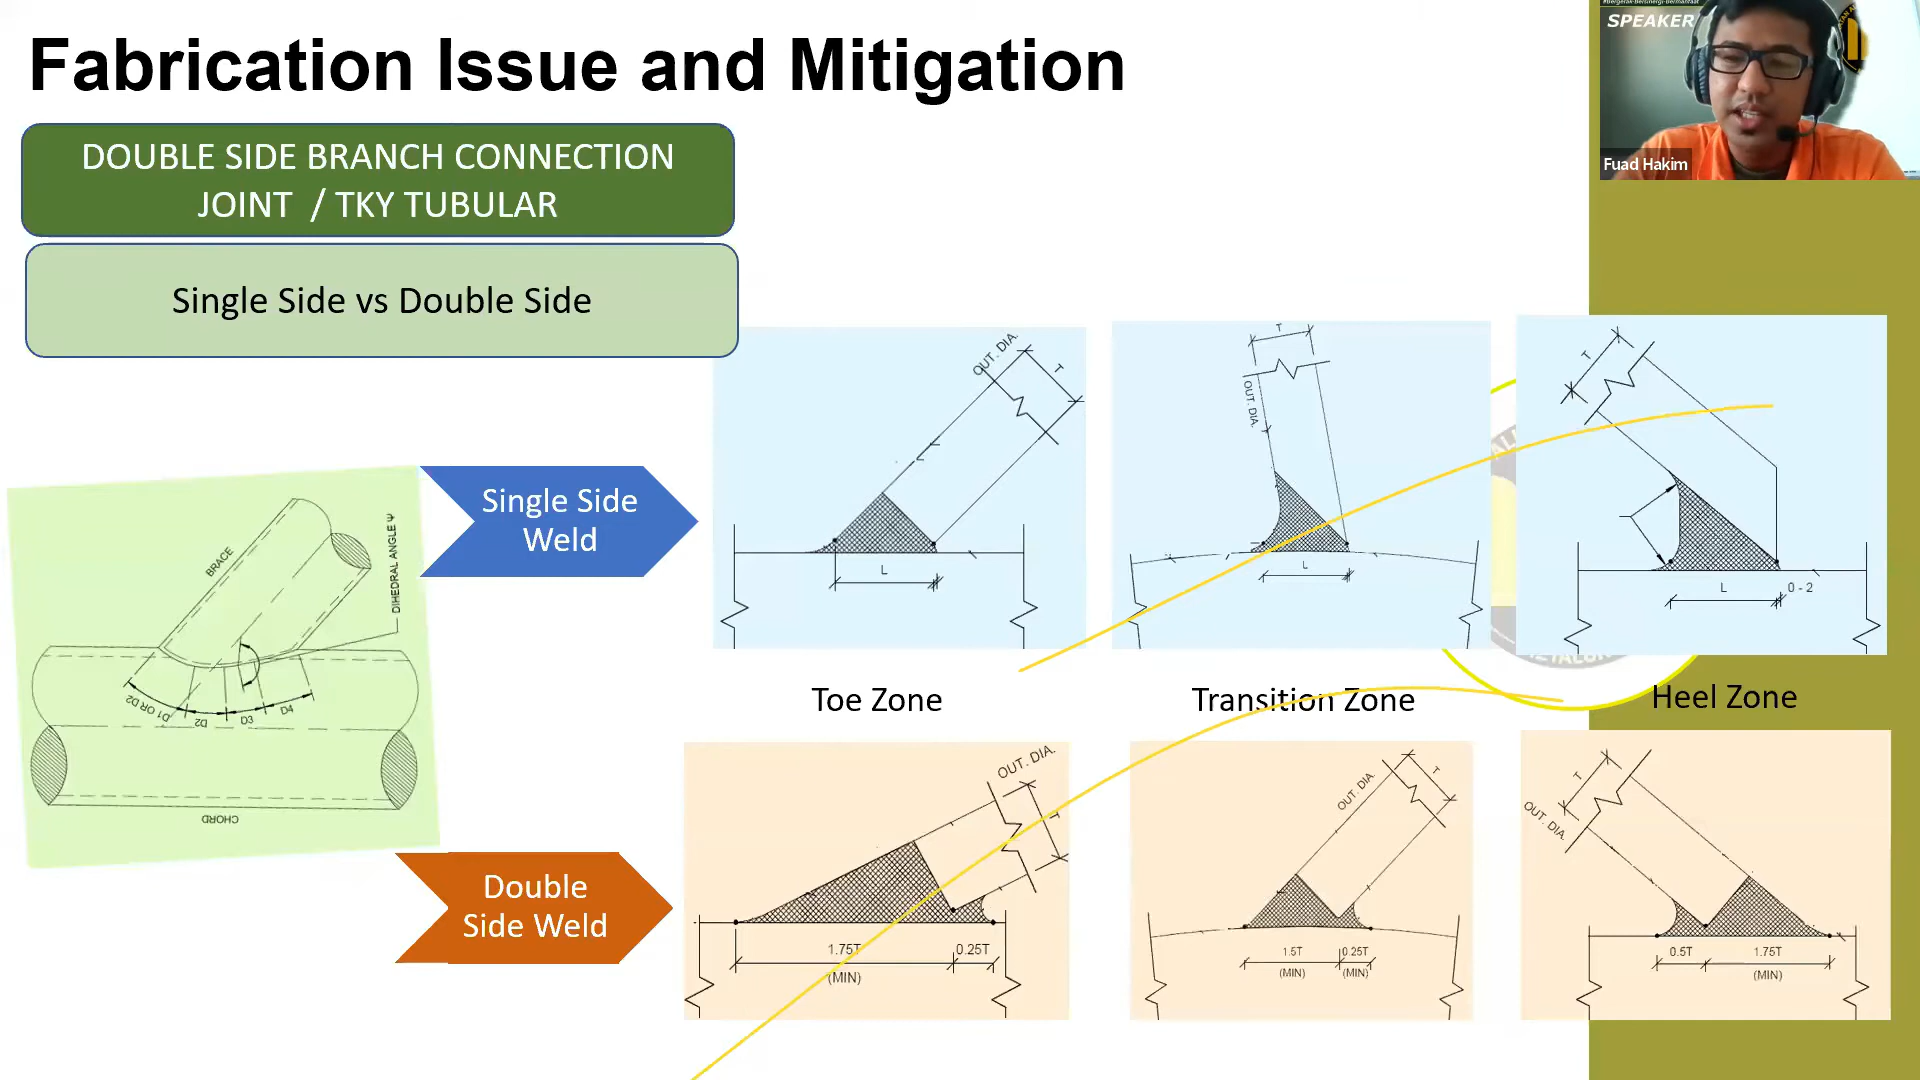 #Bergerak-Bersinergi-Bermanfaat
SPEAKER
Fuad Hakim
Fabrication Issue and Mitigation
DOUBLE SIDE BRANCH CONNECTION
JOINT / TKY TUBULAR
Single Side vs Double Side
BRACE
DIHEDRAL ANGLE Ψ
D1 OR D2
D2
D3
D4
CHORD
Single Side
Weld
OUT. DIA.
T
L
T
OUT. DIA.
L
T
L
0 - 2
Toe Zone
Transition Zone
Heel Zone
Double
Side Weld
OUT. DIA.
T
1.75T
(MIN)
0.25T
OUT. DIA.
T
1.5T
(MIN)
0.25T
(MIN)
T
OUT. DIA.
0.5T
1.75T
(MIN)